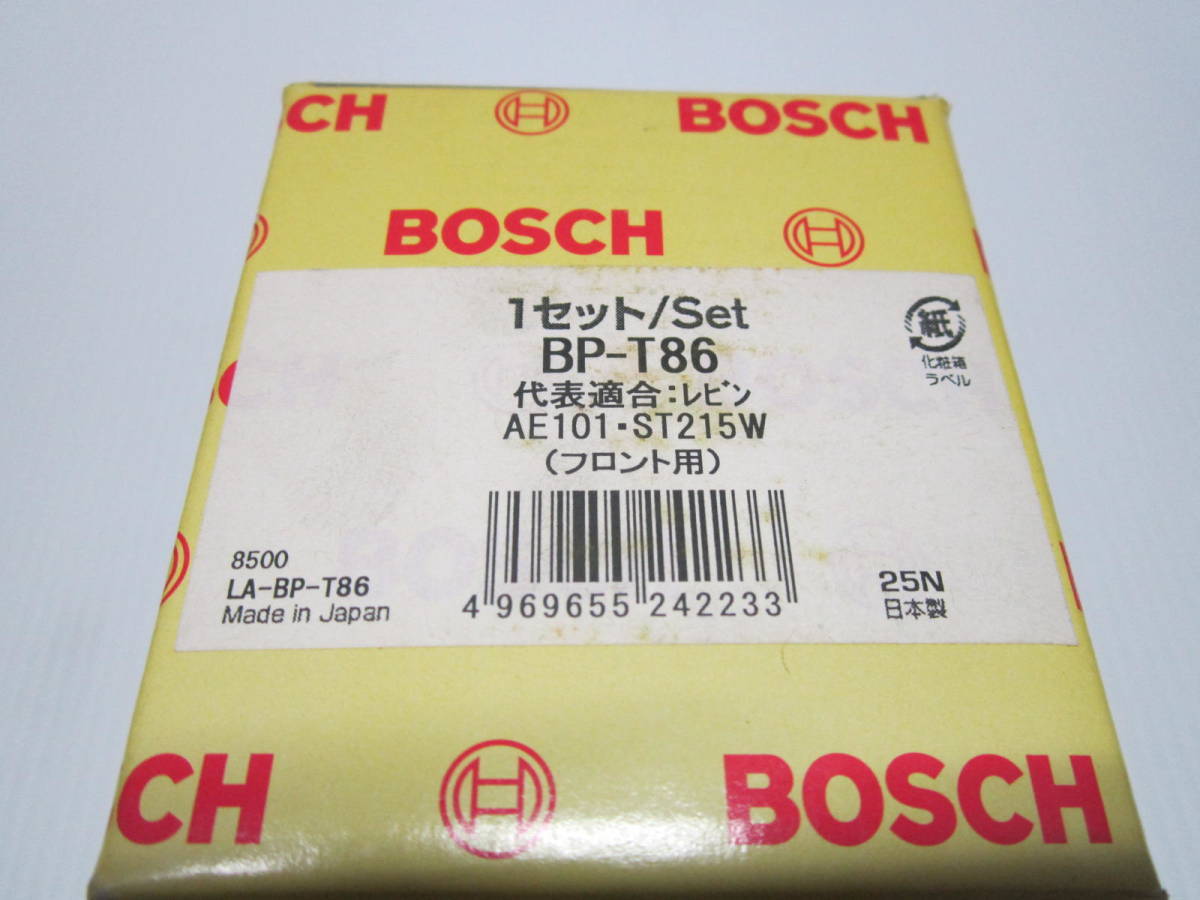 CH BOSCH
BOSCH
1セット/Set
BP-T86
代表適合：レビン
AE101・ST215W
（フロント用）
紙
化粧箱
ラベル
8500
LA-BP-T86
Made in Japan
4 969655 242233
25N
日本製
CH BOSCH